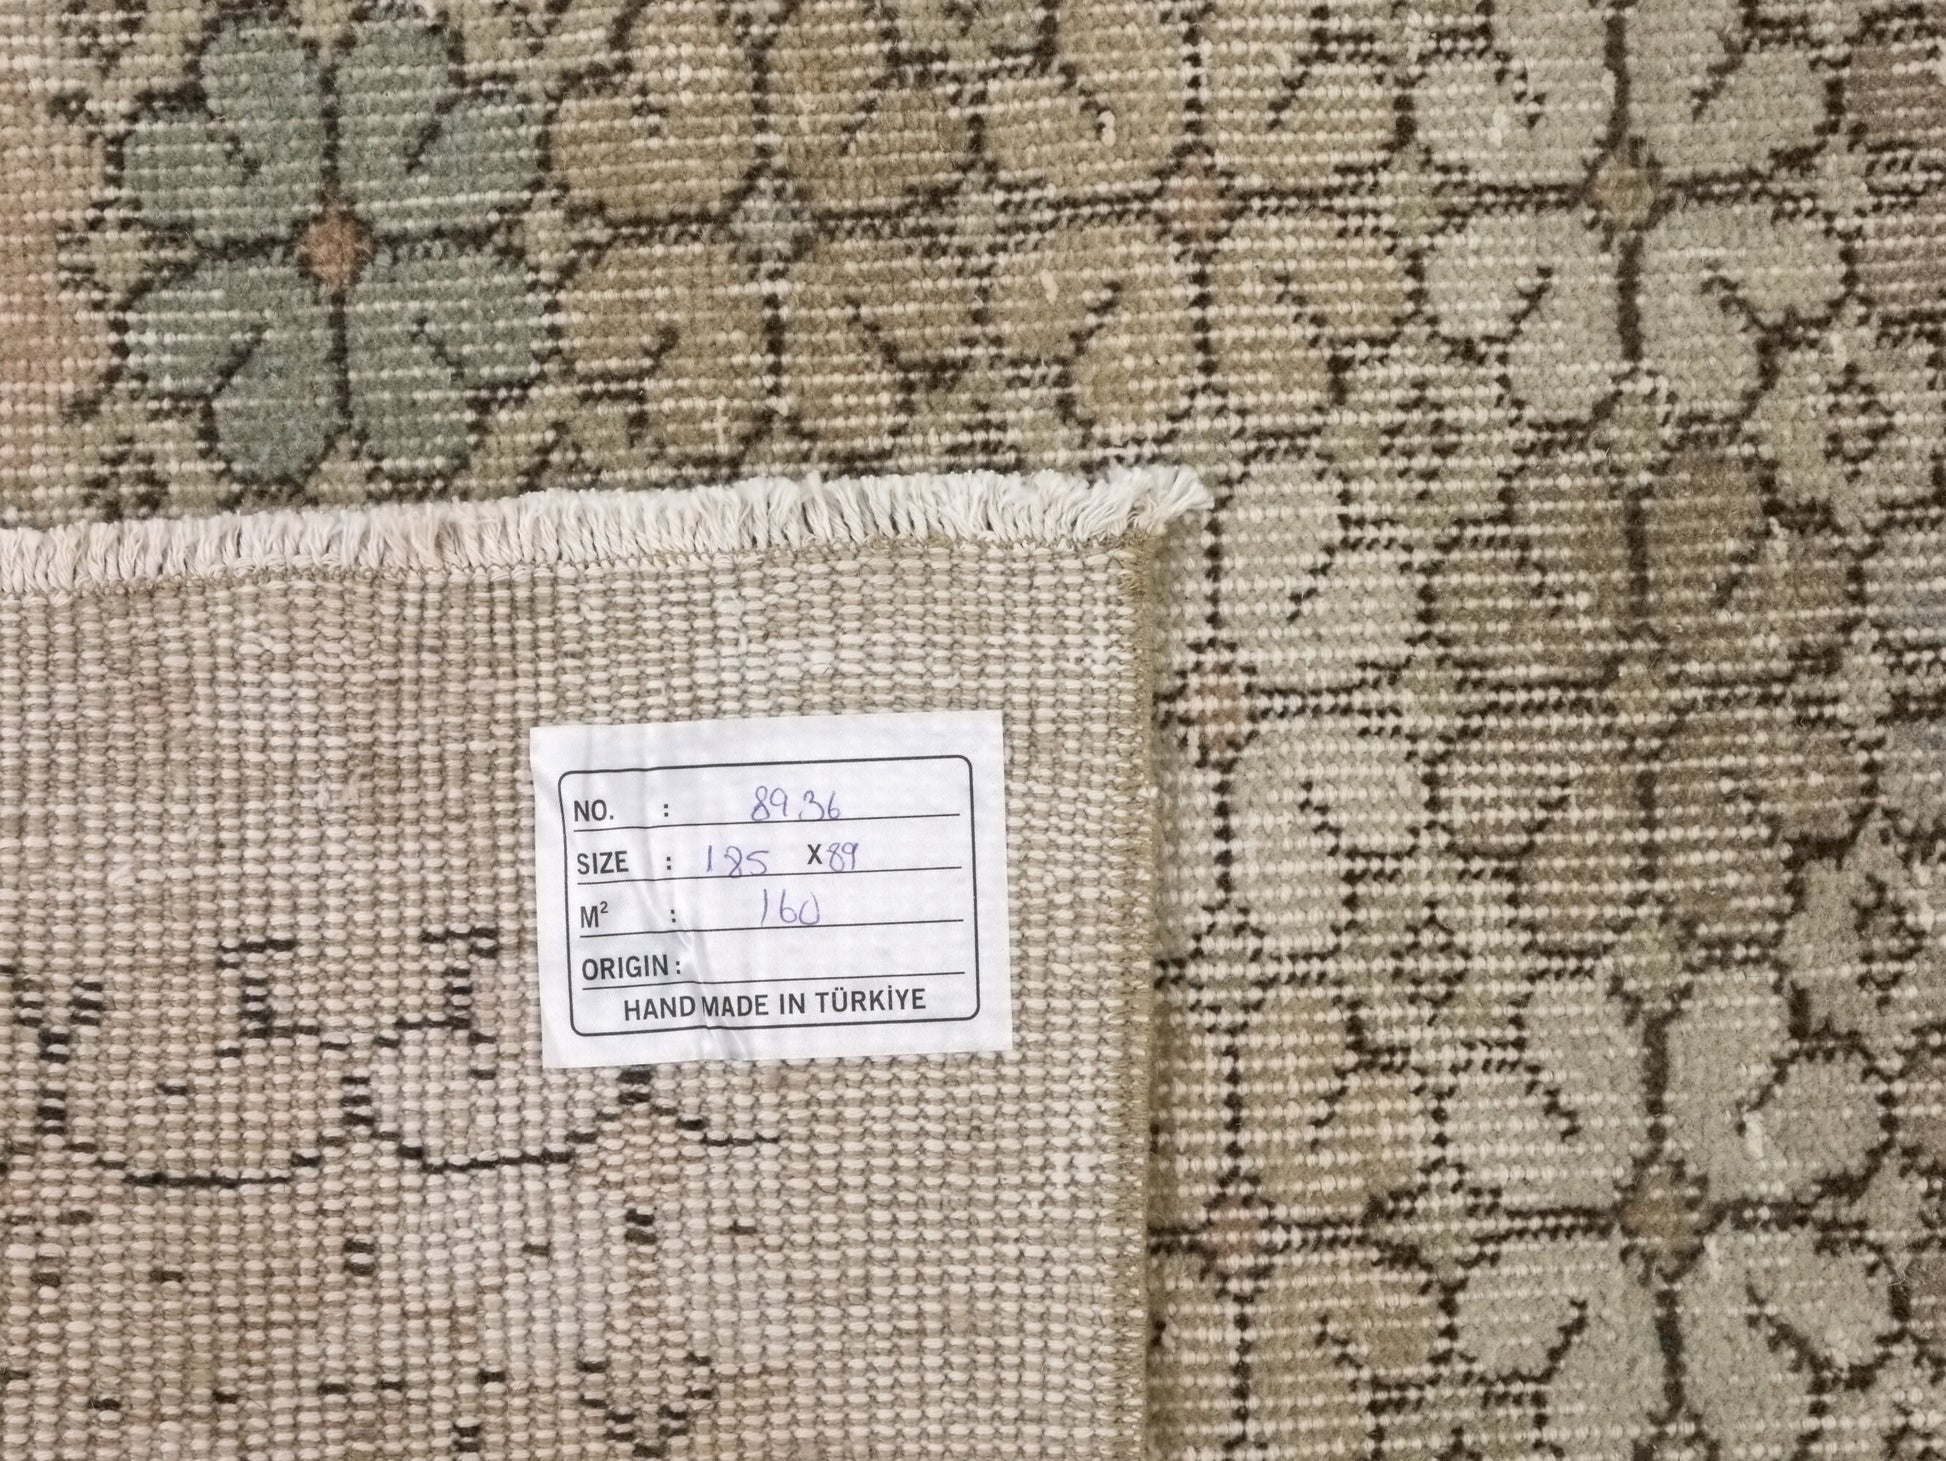 NO. : 8936
SIZE : 185 X 89
M² : 160
ORIGIN :
HAND MADE IN TÜRKİYE